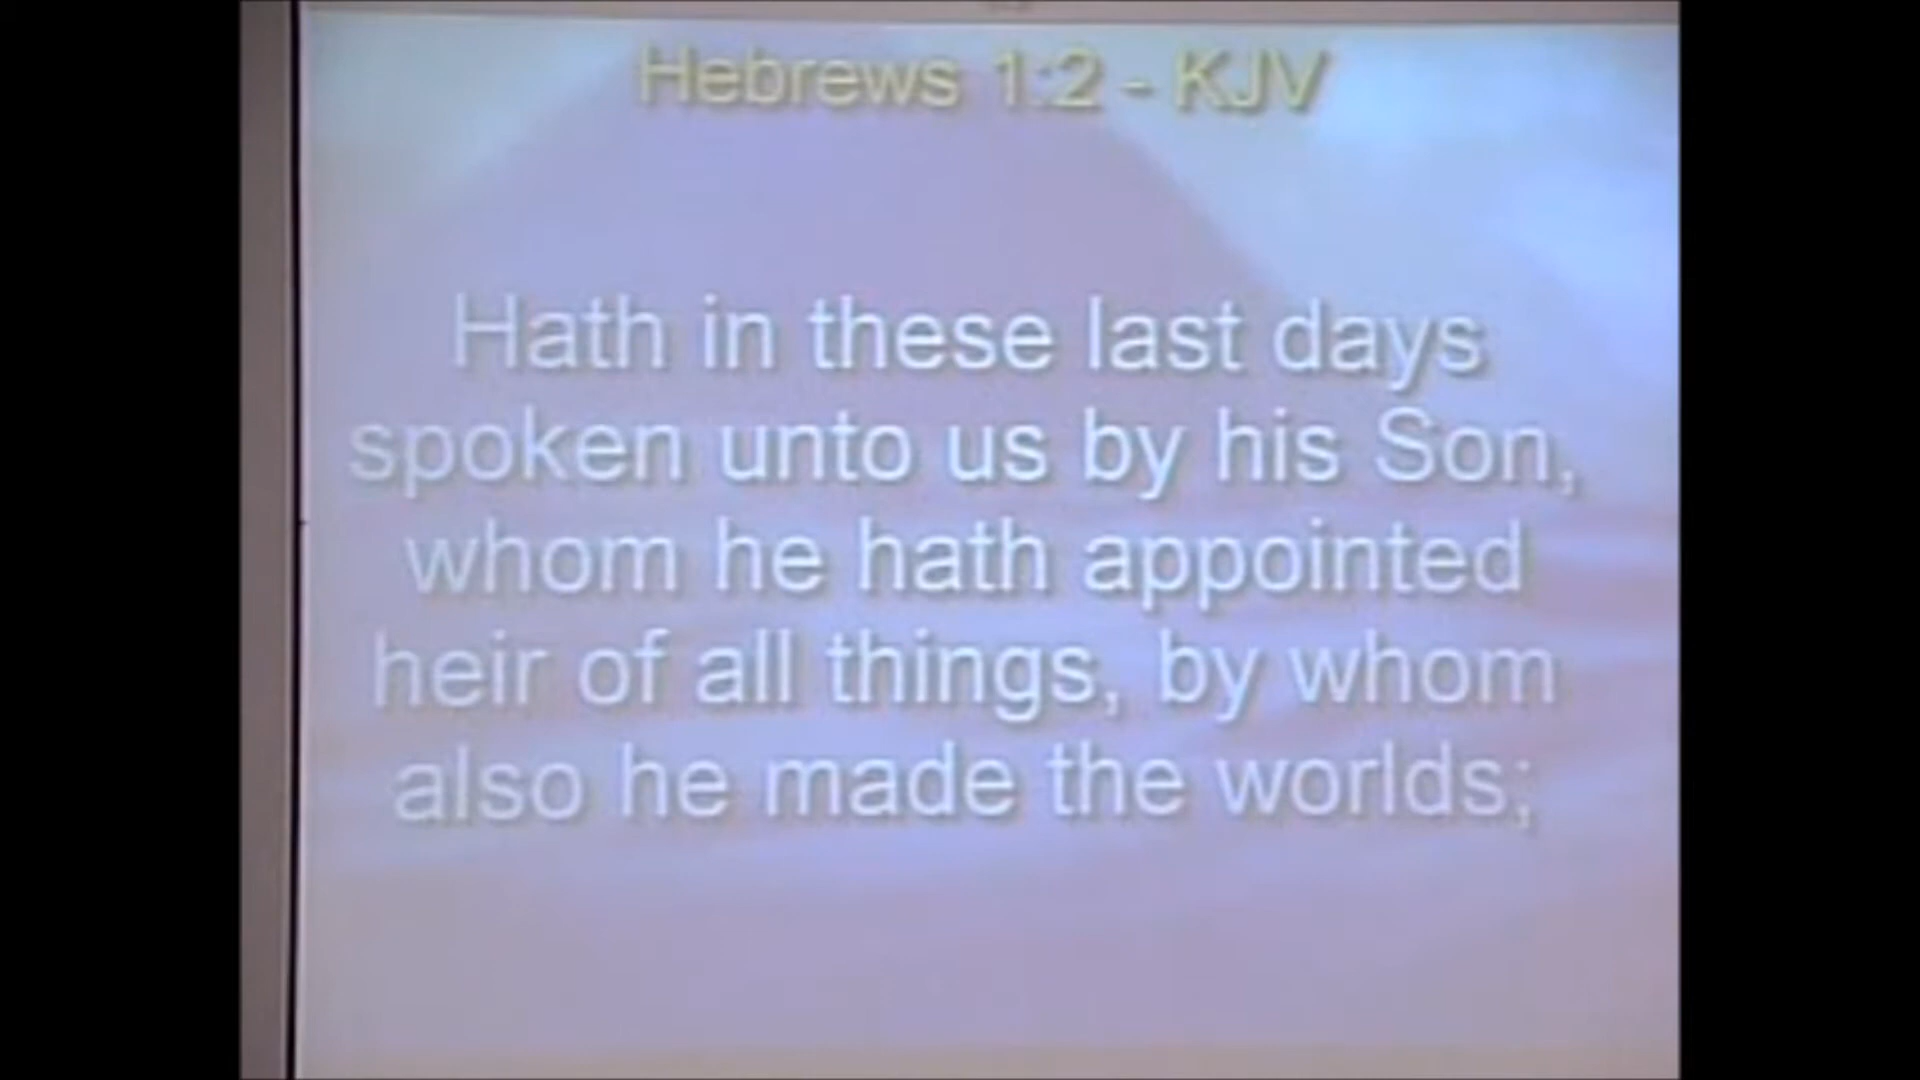 Hebrews 1:2 - KJV
Hath in these last days
spoken unto us by his Son,
whom he hath appointed
heir of all things, by whom
also he made the worlds;